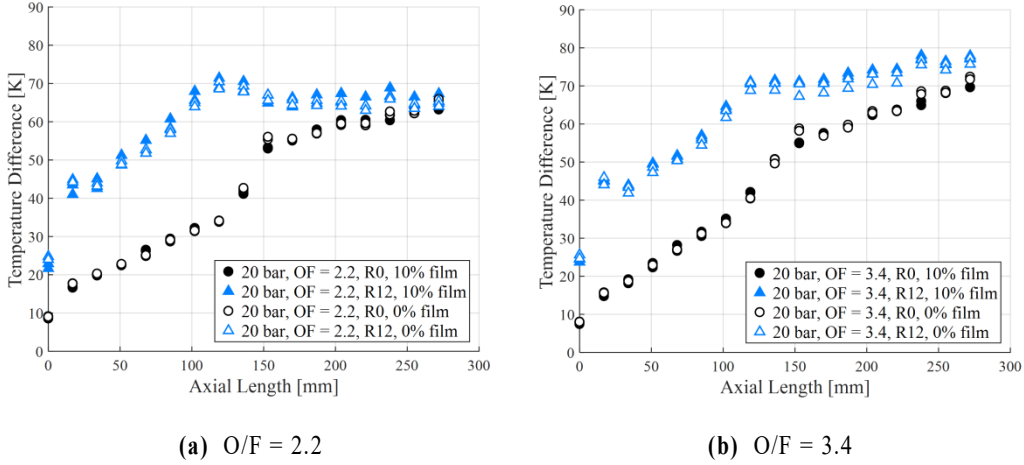 90
80
70
60
50
40
30
20
10
0
Temperature Difference [K]
20 bar, OF = 2.2, R0, 10% film
20 bar, OF = 2.2, R12, 10% film
20 bar, OF = 2.2, R0, 0% film
20 bar, OF = 2.2, R12, 0% film
0 50 100 150 200 250 300
Axial Length [mm]
(a) O/F = 2.2
90
80
70
60
50
40
30
20
10
0
Temperature Difference [K]
20 bar, OF = 3.4, R0, 10% film
20 bar, OF = 3.4, R12, 10% film
20 bar, OF = 3.4, R0, 0% film
20 bar, OF = 3.4, R12, 0% film
0 50 100 150 200 250 300
Axial Length [mm]
(b) O/F = 3.4